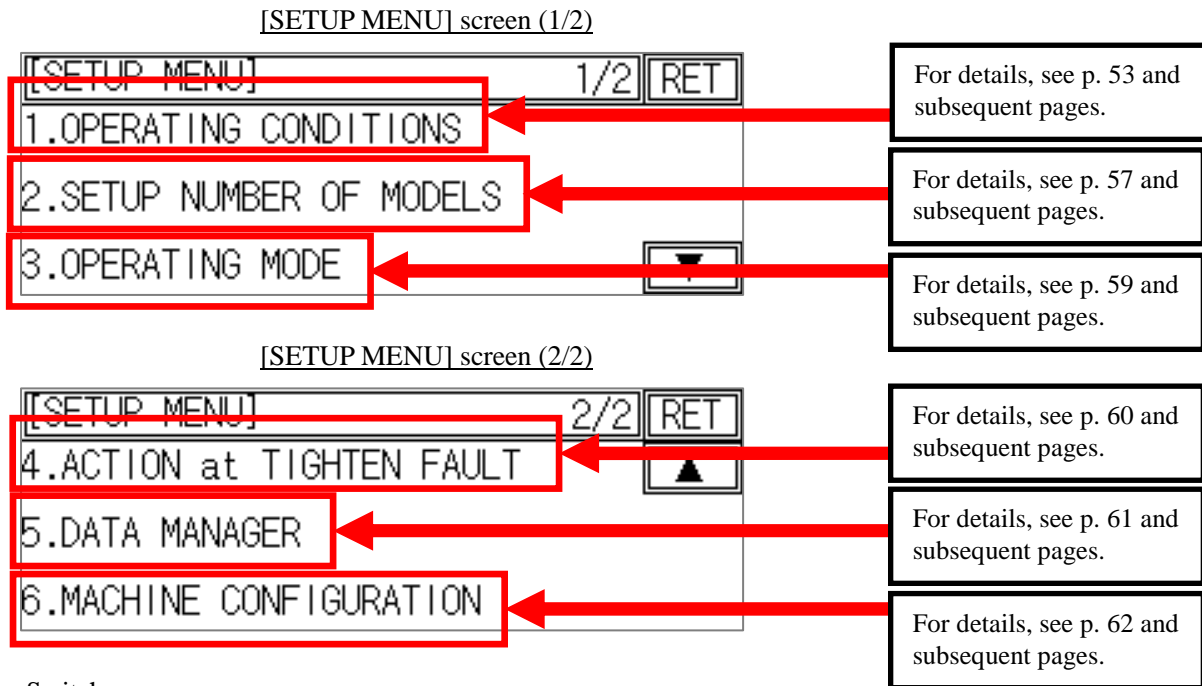 [SETUP MENU] screen (1/2)
[SETUP MENU] 1/2 RET
1.OPERATING CONDITIONS
For details, see p. 53 and
subsequent pages.
2.SETUP NUMBER OF MODELS
For details, see p. 57 and
subsequent pages.
3.OPERATING MODE
For details, see p. 59 and
subsequent pages.
[SETUP MENU] screen (2/2)
[SETUP MENU] 2/2 RET
4.ACTION at TIGHTEN FAULT
For details, see p. 60 and
subsequent pages.
5.DATA MANAGER
For details, see p. 61 and
subsequent pages.
6.MACHINE CONFIGURATION
For details, see p. 62 and
subsequent pages.